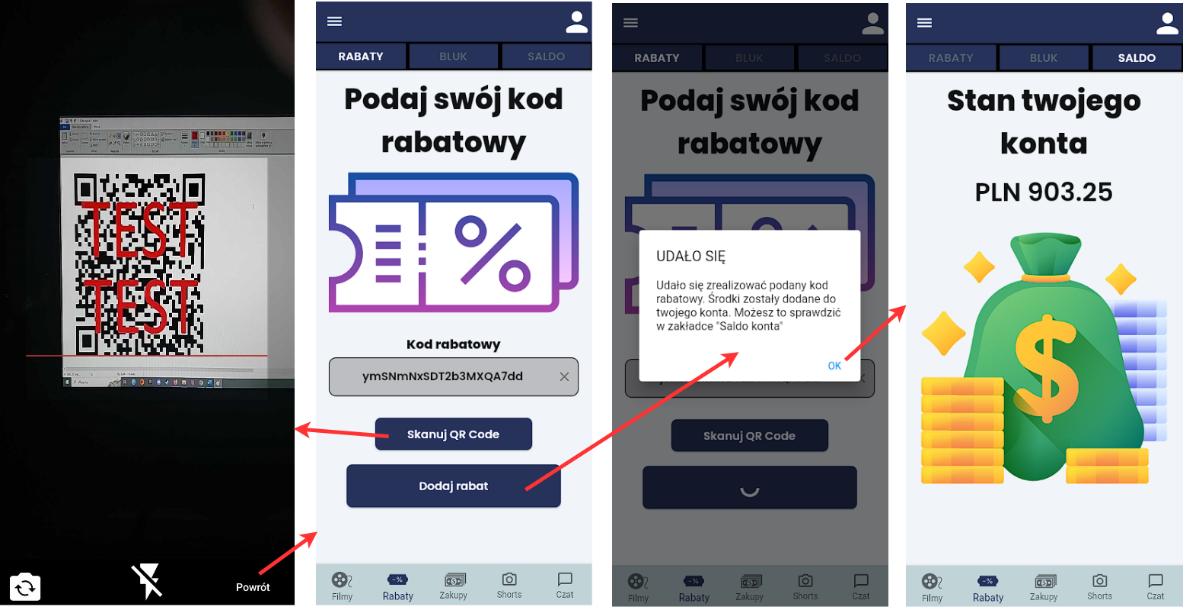 TEST
TEST
Powrót
RABATY
BLUK
SALDO
Podaj swój kod
rabatowy
%
Kod rabatowy
ymSNmNxSDT2b3MXQA7dd
Skanuj QR Code
Dodaj rabat
-%
Filmy
Rabaty
Zakupy
Shorts
Czat
RABATY
BLUK
SALDO
Podaj swój kod
rabatowy
UDAŁO SIĘ
Udało się zrealizować podany kod
rabatowy. Środki zostały dodane do
twojego konta. Możesz to sprawdzić
w zakładce "Saldo konta"
OK
Skanuj QR Code
-%
Filmy
Rabaty
Zakupy
Shorts
Czat
RABATY
BLUK
SALDO
Stan twojego
konta
PLN 903.25
$
-%
Filmy
Rabaty
Zakupy
Shorts
Czat